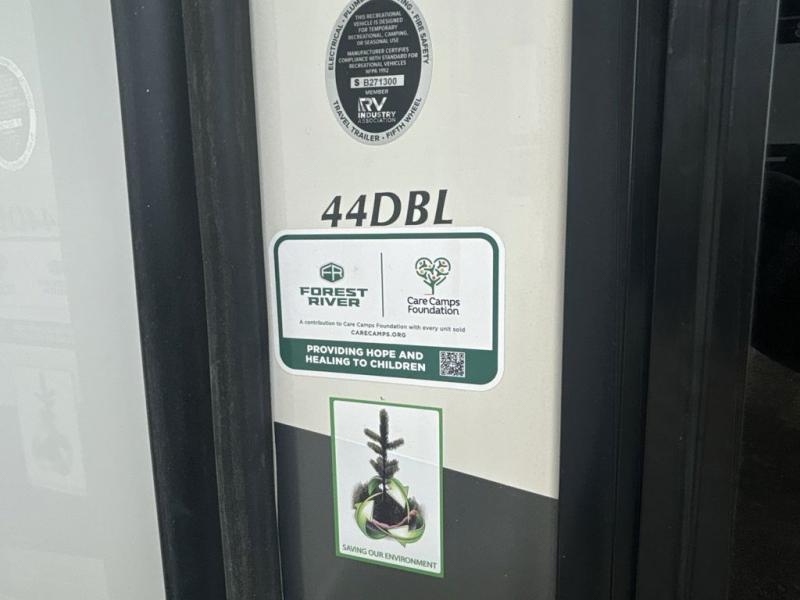 ELECTRICAL • PLUMBING • FIRE SAFETY
THIS RECREATIONAL
VEHICLE IS DESIGNED
FOR TEMPORARY
RECREATIONAL, CAMPING,
OR SEASONAL USE
MANUFACTURER CERTIFIES
COMPLIANCE WITH STANDARD FOR
RECREATIONAL VEHICLES
NFPA 1192
S B271300
MEMBER
RV
INDUSTRY
ASSOCIATION
TRAVEL TRAILER • FIFTH WHEEL
44DBL
FOREST
RIVER
Care Camps
Foundation
A contribution to Care Camps Foundation with every unit sold
CARECAMPS.ORG
PROVIDING HOPE AND
HEALING TO CHILDREN
SAVING OUR ENVIRONMENT